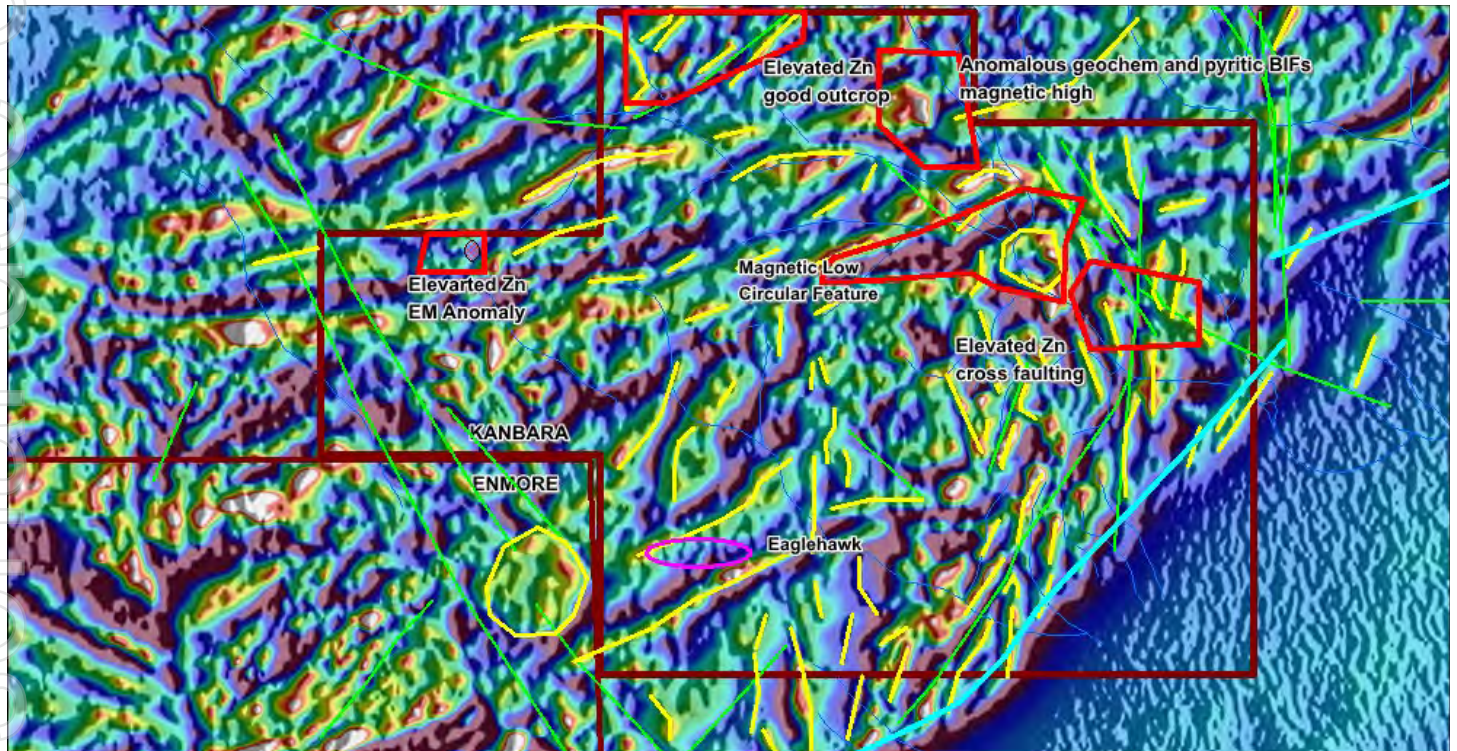 Elevated Zn
good outcrop
Anomalous geochem and pyritic BIFs
magnetic high
Magnetic Low
Circular Feature
Elevarted Zn
EM Anomaly
Elevated Zn
cross faulting
KANBARA
ENMORE
Eaglehawk